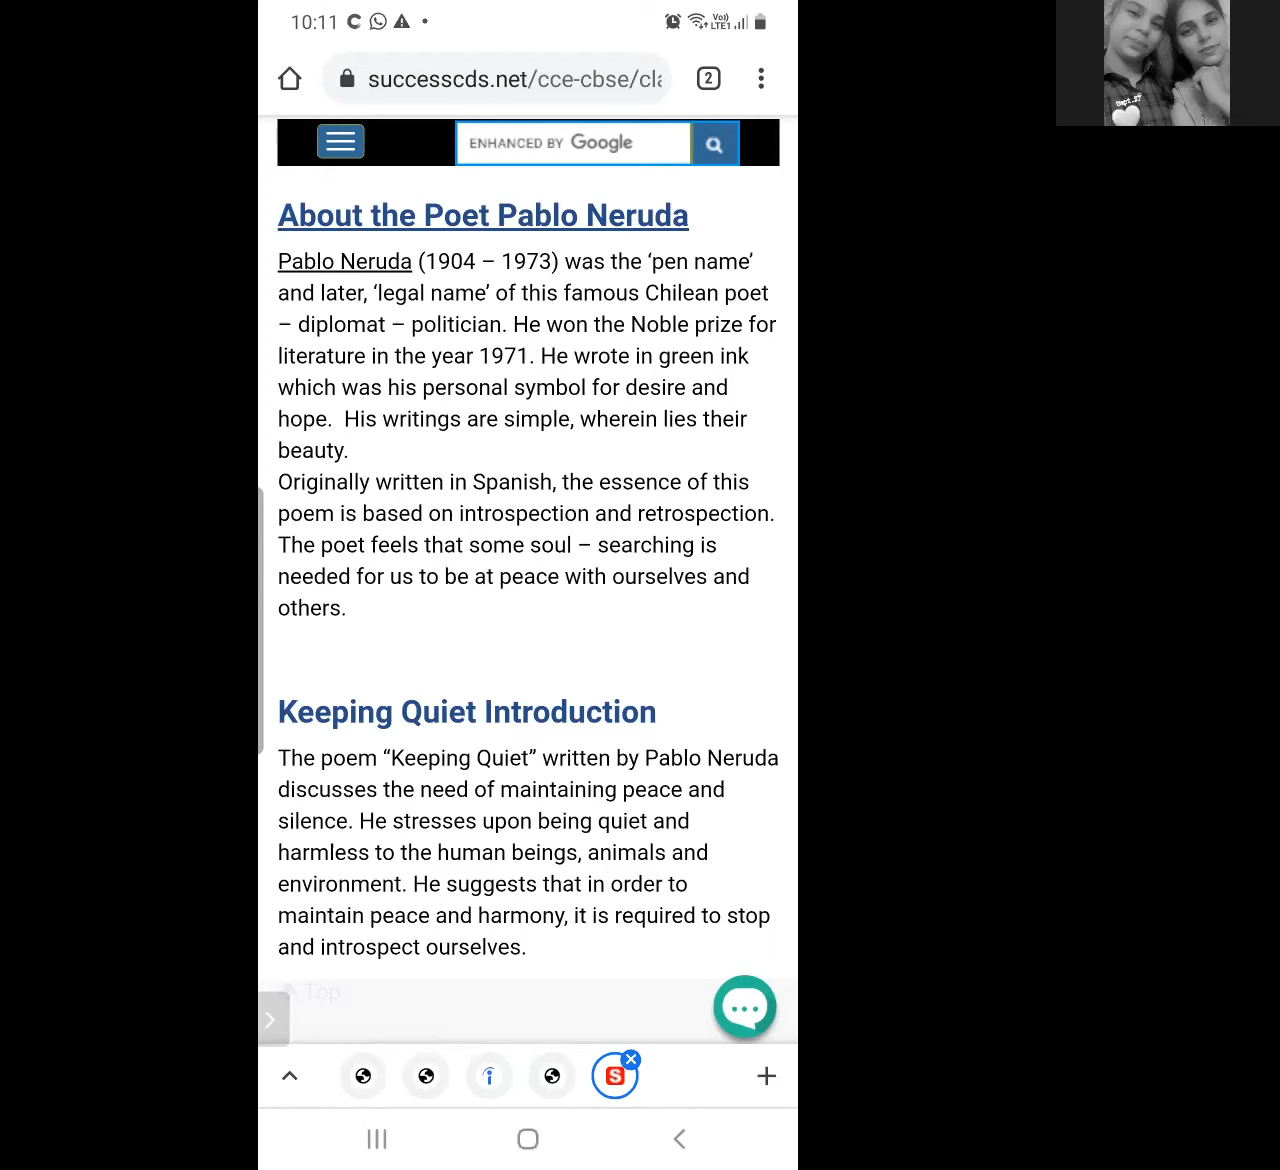 10:11
Vo))
LTE1
successcds.net/cce-cbse/cla
2
ENHANCED BY Google
About the Poet Pablo Neruda
Pablo Neruda (1904 – 1973) was the ‘pen name’
and later, ‘legal name’ of this famous Chilean poet
– diplomat – politician. He won the Noble prize for
literature in the year 1971. He wrote in green ink
which was his personal symbol for desire and
hope.  His writings are simple, wherein lies their
beauty.
Originally written in Spanish, the essence of this
poem is based on introspection and retrospection.
The poet feels that some soul – searching is
needed for us to be at peace with ourselves and
others.
Keeping Quiet Introduction
The poem “Keeping Quiet” written by Pablo Neruda
discusses the need of maintaining peace and
silence. He stresses upon being quiet and
harmless to the human beings, animals and
environment. He suggests that in order to
maintain peace and harmony, it is required to stop
and introspect ourselves.
Top